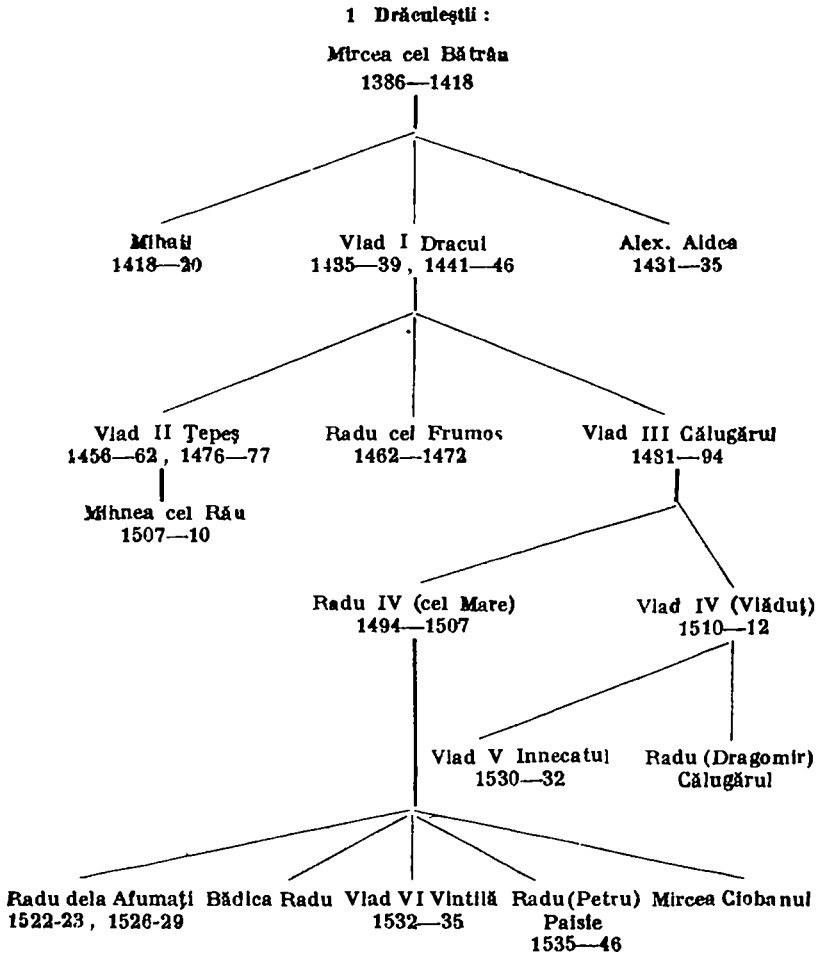 1 Drăculeştii :
Mircea cel Bătrân
1386—1418
Mihail Vlad I Dracul Alex. Aldea
1418—20 1435—39 , 1441—46 1431—35
Vlad II Ţepeş Radu cel Frumos Vlad III Călugărul
1456—62 , 1476—77 1462—1472 1481—94
Mihnea cel Rău
1507—10
Radu IV (cel Mare) Vlad IV (Vlăduţ)
1494—1507 1510—12
Vlad V Innecatul Radu (Dragomir)
1530—32 Călugărul
Radu dela Afumaţi Bădica Radu Vlad VI Vintilă Radu (Petru) Mircea Ciobanul
1522-23 , 1526-29 1532—35 Paisie
1535—46